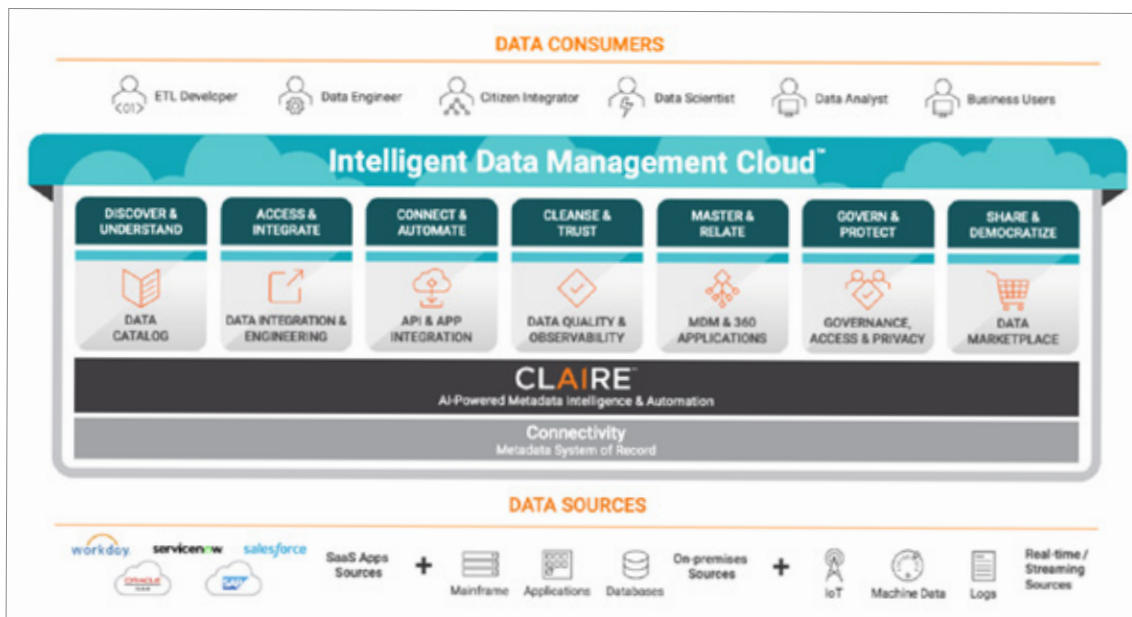 DATA CONSUMERS
ETL Developer
Data Engineer
Citizen Integrator
Data Scientist
Data Analyst
Business Users
Intelligent Data Management Cloud™
DISCOVER &
UNDERSTAND
ACCESS &
INTEGRATE
CONNECT &
AUTOMATE
CLEANSE &
TRUST
MASTER &
RELATE
GOVERN &
PROTECT
SHARE &
DEMOCRATIZE
DATA
CATALOG
DATA INTEGRATION &
ENGINEERING
API & APP
INTEGRATION
DATA QUALITY &
OBSERVABILITY
MDM & 360
APPLICATIONS
GOVERNANCE,
ACCESS & PRIVACY
DATA
MARKETPLACE
CLAIRE™
AI-Powered Metadata Intelligence & Automation
Connectivity
Metadata System of Record
DATA SOURCES
workday
servicenow
salesforce
ORACLE
SAP
SaaS Apps
Sources
+
Mainframe
Applications
Databases
On-premises
Sources
+
IoT
Machine Data
Logs
Real-time /
Streaming
Sources